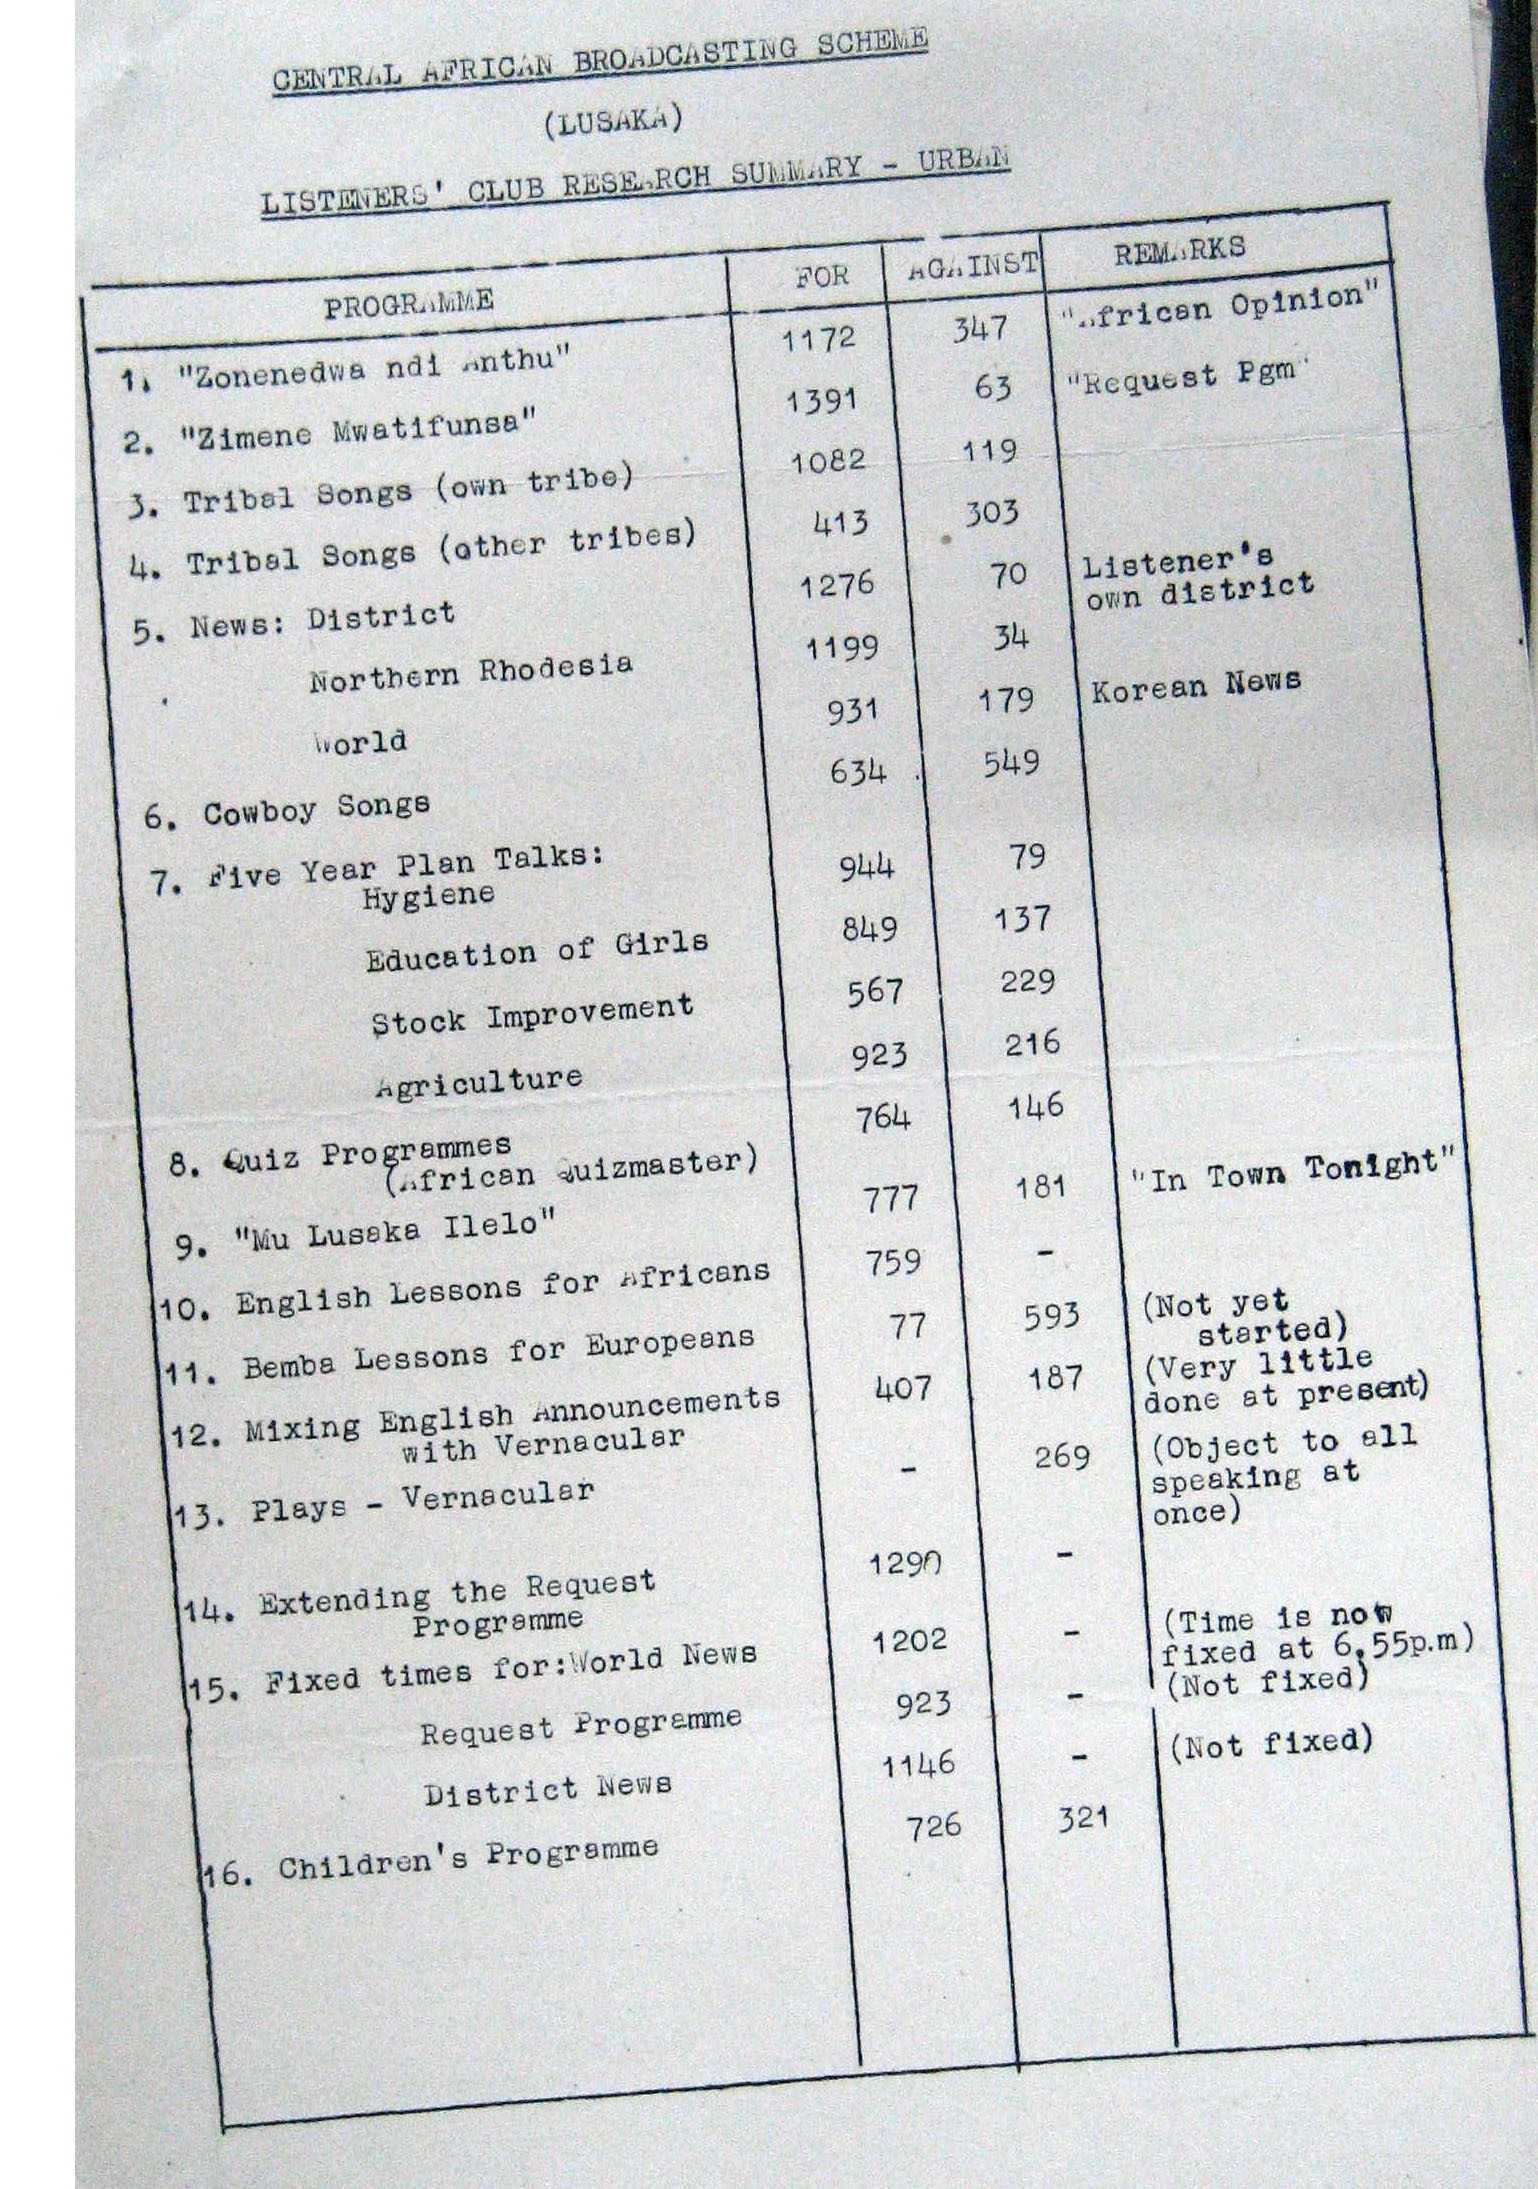 CENTRAL AFRICAN BROADCASTING SCHEME
(LUSAKA)
LISTENERS' CLUB RESEARCH SUMMARY - URBAN
PROGRAMME FOR AGAINST REMARKS
1. "Zonenedwa ndi Anthu" 1172 347 "African Opinion"
2. "Zimene Mwatifunsa" 1391 63 "Request Pgm"
3. Tribal Songs (own tribe) 1082 119
4. Tribal Songs (other tribes) 413 303
5. News: District 1276 70 Listener's
own district
Northern Rhodesia 1199 34
World 931 179 Korean News
6. Cowboy Songs 634 549
7. Five Year Plan Talks:
Hygiene 944 79
Education of Girls 849 137
Stock Improvement 567 229
Agriculture 923 216
8. Quiz Programmes 764 146
(African Quizmaster)
9. "Mu Lusaka Ilelo" 777 181 "In Town Tonight"
10. English Lessons for Africans 759 -
11. Bemba Lessons for Europeans 77 593 (Not yet
started)
12. Mixing English Announcements 407 187 (Very little
with Vernacular done at present)
13. Plays - Vernacular - 269 (Object to all
speaking at
once)
14. Extending the Request 1290 -
Programme
15. Fixed times for:World News 1202 - (Time is now
fixed at 6.55p.m)
Request Programme 923 - (Not fixed)
District News 1146 - (Not fixed)
16. Children's Programme 726 321